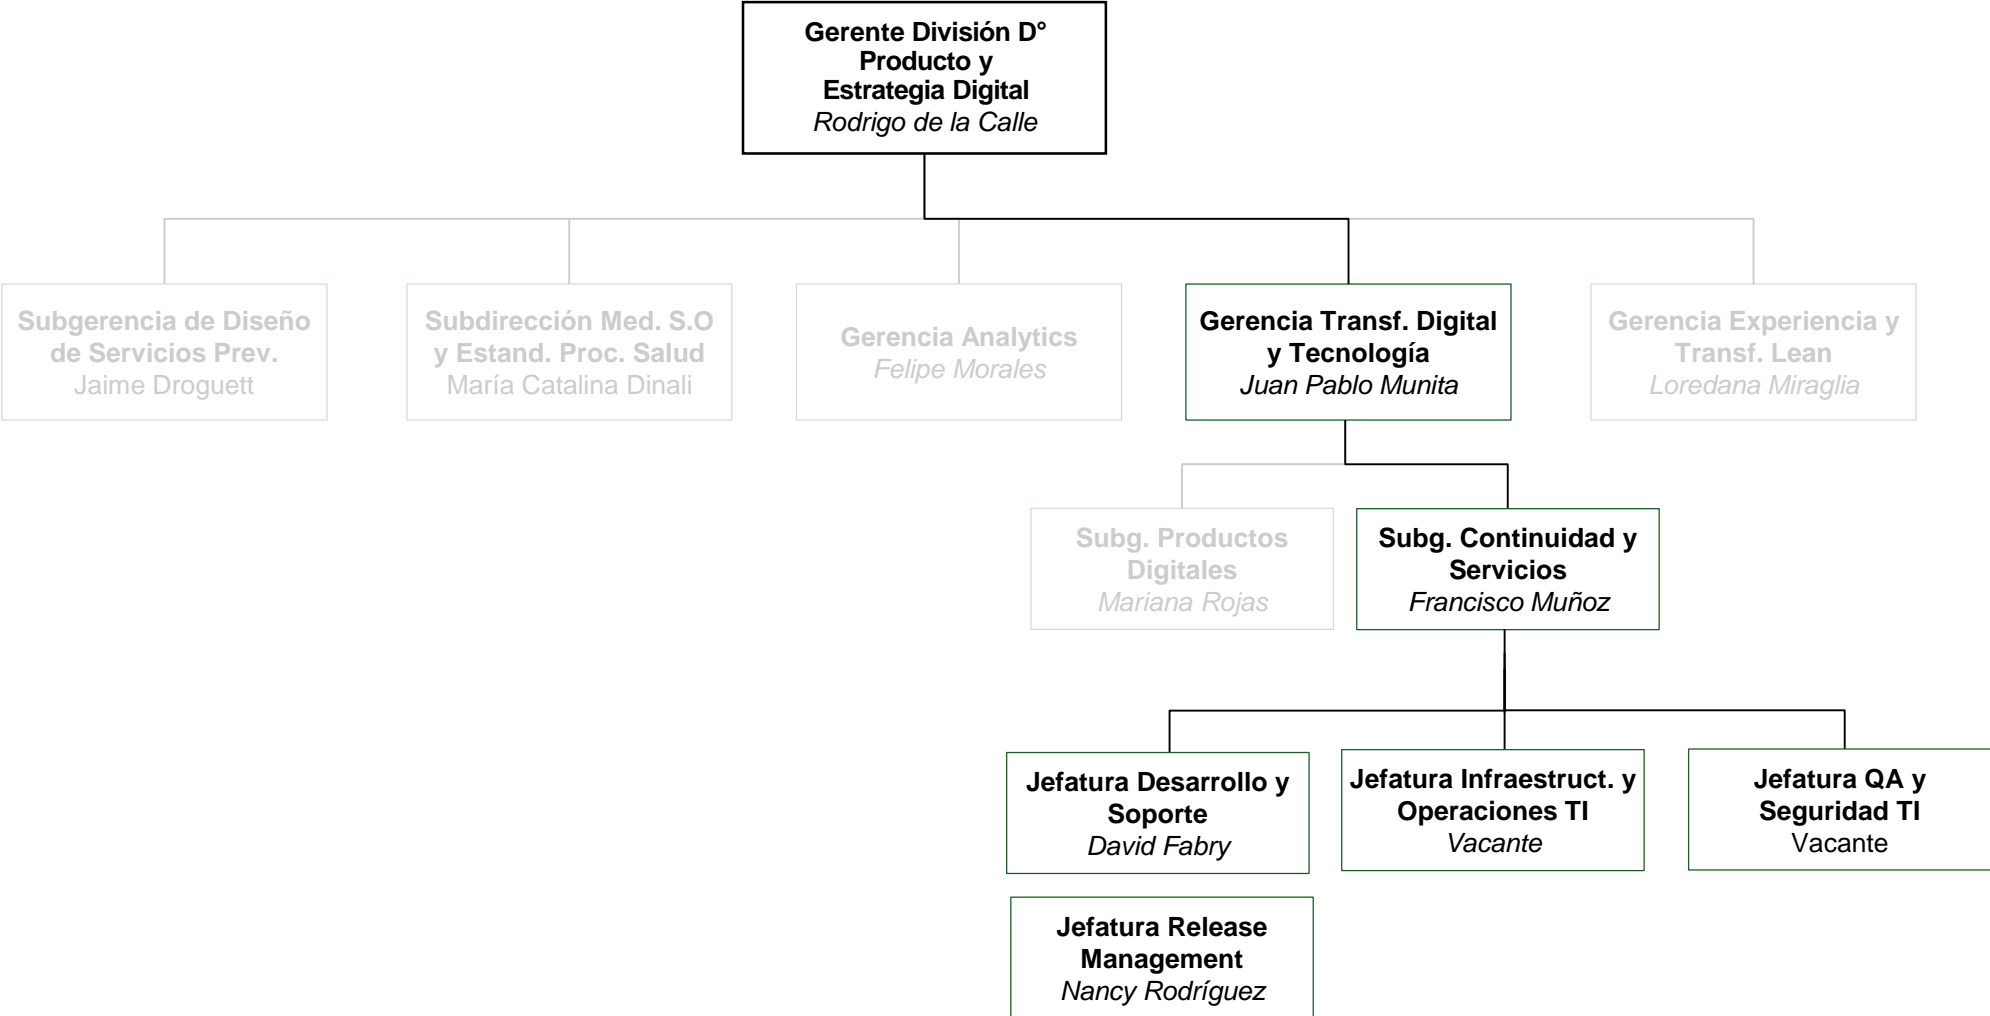 Gerente División D°
Producto y
Estrategia Digital
Rodrigo de la Calle
Subgerencia de Diseño
de Servicios Prev.
Jaime Droguett
Subdirección Med. S.O
y Estand. Proc. Salud
María Catalina Dinali
Gerencia Analytics
Felipe Morales
Gerencia Transf. Digital
y Tecnología
Juan Pablo Munita
Gerencia Experiencia y
Transf. Lean
Loredana Miraglia
Subg. Productos
Digitales
Mariana Rojas
Subg. Continuidad y
Servicios
Francisco Muñoz
Jefatura Desarrollo y
Soporte
David Fabry
Jefatura Infraestruct. y
Operaciones TI
Vacante
Jefatura QA y
Seguridad TI
Vacante
Jefatura Release
Management
Nancy Rodríguez